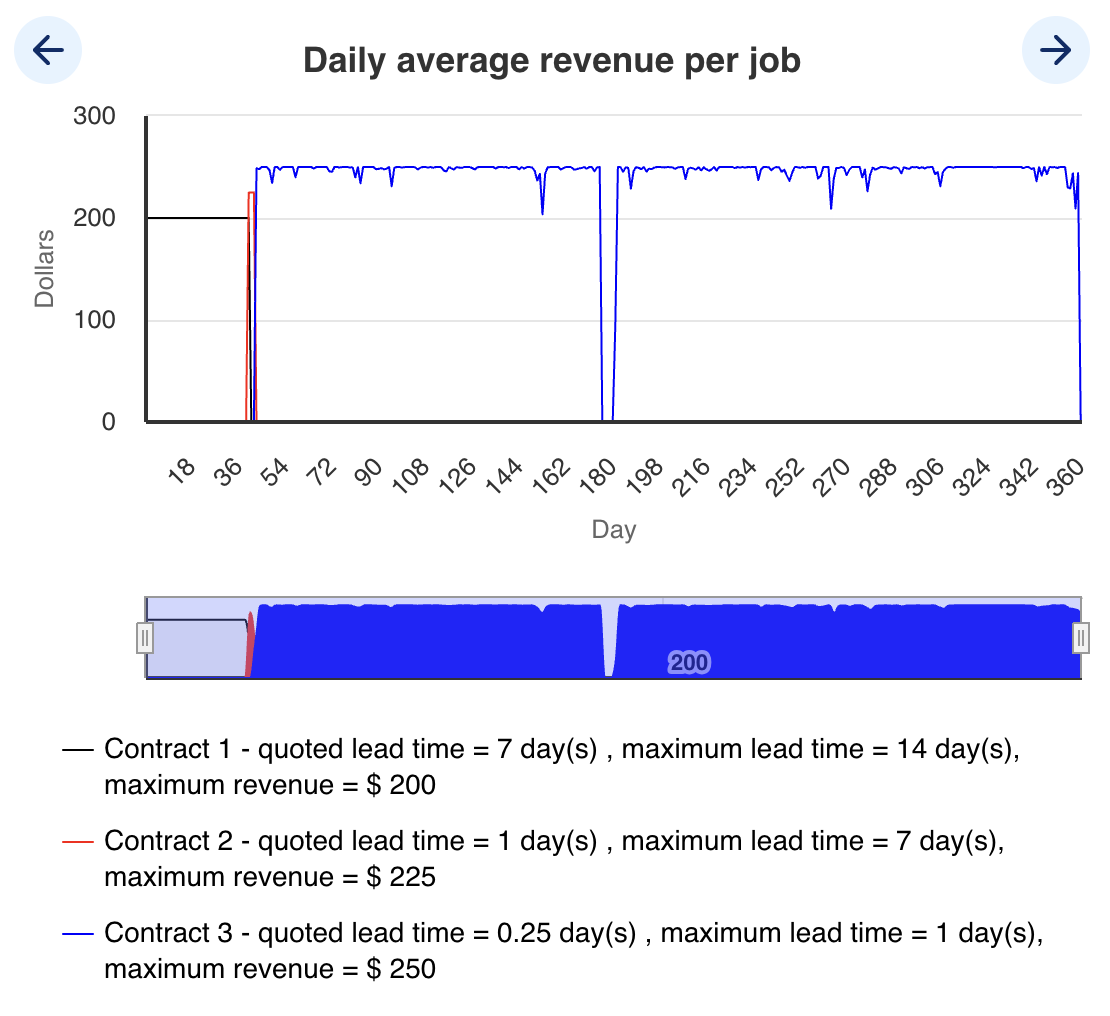 Daily average revenue per job
300
200
100
0
Dollars
18 36 54 72 90 108 126 144 162 180 198 216 234 252 270 288 306 324 342 360
Day
200
Contract 1 - quoted lead time = 7 day(s) , maximum lead time = 14 day(s),
maximum revenue = $ 200
Contract 2 - quoted lead time = 1 day(s) , maximum lead time = 7 day(s),
maximum revenue = $ 225
Contract 3 - quoted lead time = 0.25 day(s) , maximum lead time = 1 day(s),
maximum revenue = $ 250